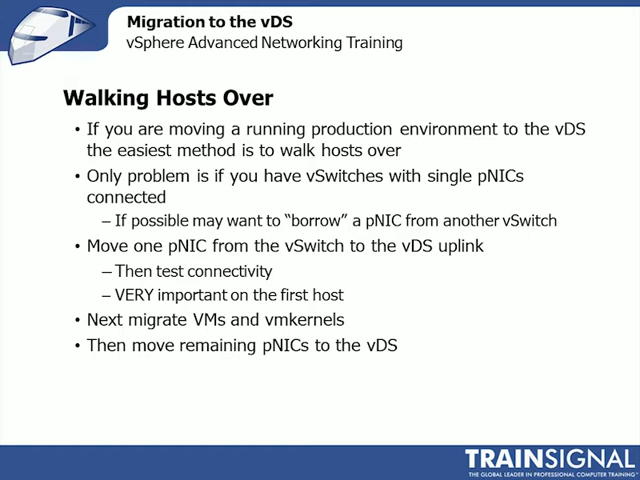 Migration to the vDS
vSphere Advanced Networking Training
Walking Hosts Over
• If you are moving a running production environment to the vDS
the easiest method is to walk hosts over
• Only problem is if you have vSwitches with single pNICs
connected
– If possible may want to “borrow” a pNIC from another vSwitch
• Move one pNIC from the vSwitch to the vDS uplink
– Then test connectivity
– VERY important on the first host
• Next migrate VMs and vmkernels
• Then move remaining pNICs to the vDS
TRAINSIGNAL
THE GLOBAL LEADER IN PROFESSIONAL COMPUTER TRAINING